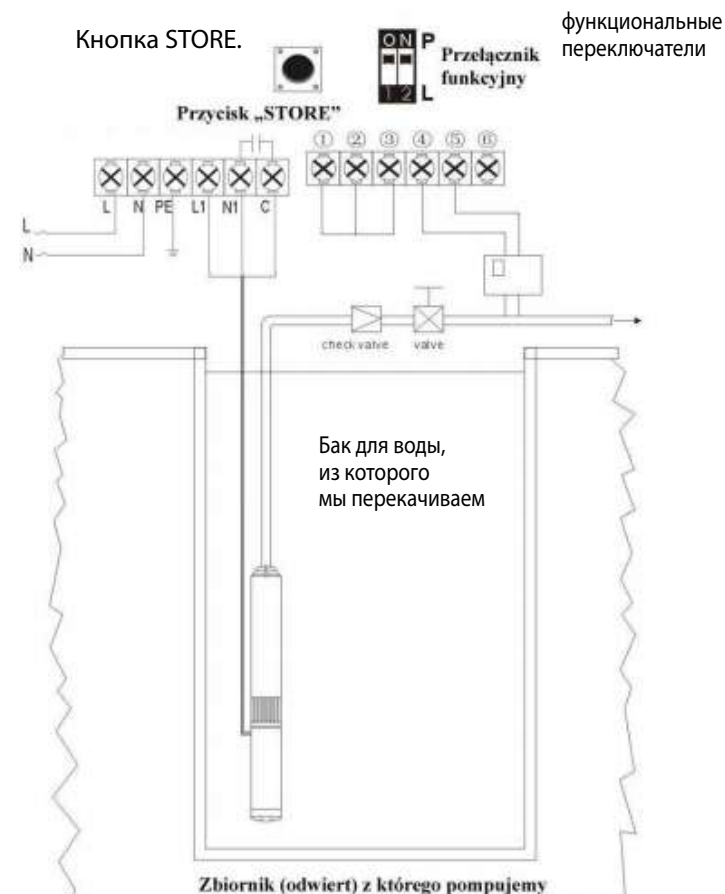 функциональные
переключатели
Кнопка STORE.
ON P
Przełącznik
funkcyjny
1 2 L
Przycisk „STORE”
① ② ③ ④ ⑤ ⑥
L N PE L1 N1 C
L
N
check valve valve
Бак для воды,
из которого
мы перекачиваем
Zbiornik (odwiert) z którego pompujemy